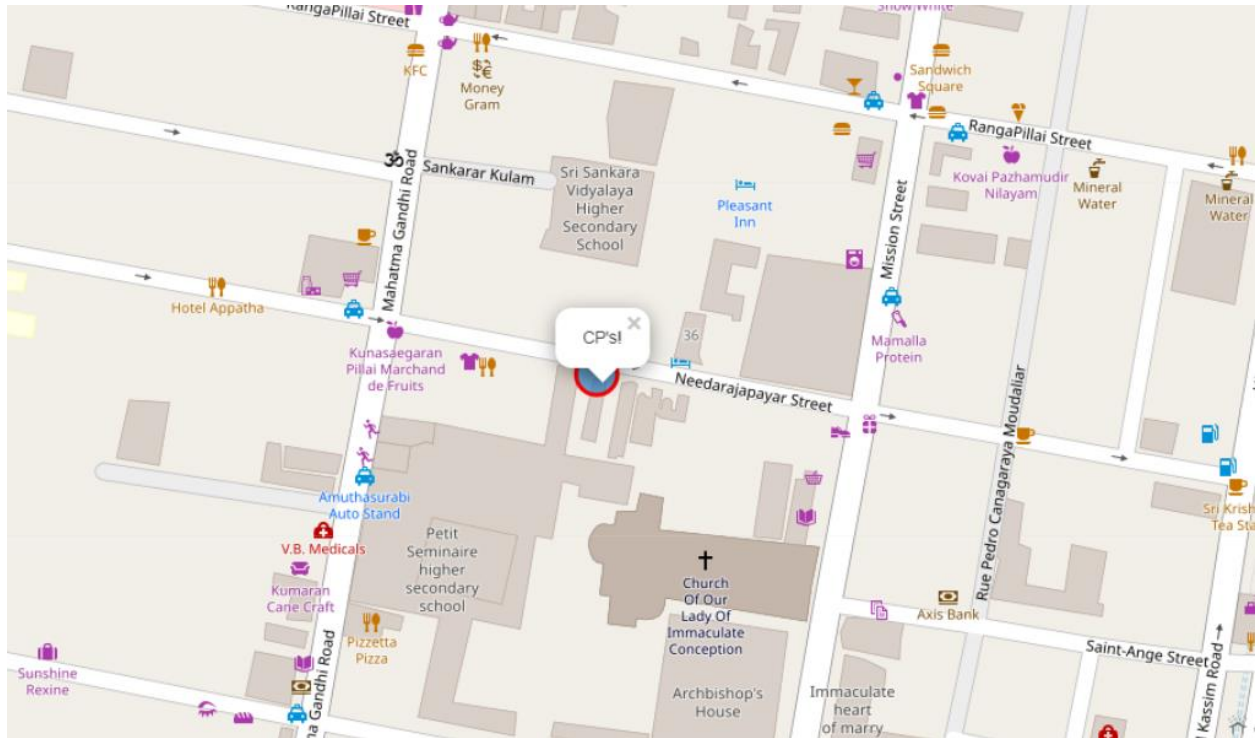 RangaPillai Street
Snow White
KFC
Money
Gram
Sandwich
Square
RangaPillai Street
Sankarar Kulam
Sri Sankara
Vidyalaya
Higher
Secondary
School
Pleasant
Inn
Kovai Pazhamudir
Nilayam
Mineral
Water
Mineral
Water
Mahatma Gandhi Road
Mission Street
Hotel Appatha
CP's!
×
36
Mamalla
Protein
Kunasaegaran
Pillai Marchand
de Fruits
Needarajapayar Street
Rue Pedro Canagaraya Moudaliar
Amuthasurabi
Auto Stand
V.B. Medicals
Petit
Seminaire
higher
secondary
school
Sri Krish
Tea Sta
Kumaran
Cane Craft
Church
Of Our
Lady Of
Immaculate
Conception
Axis Bank
Pizzetta
Pizza
Saint-Ange Street
Sunshine
Rexine
ma Gandhi Road
Archbishop's
House
Immaculate
heart
of marry
Kassim Road